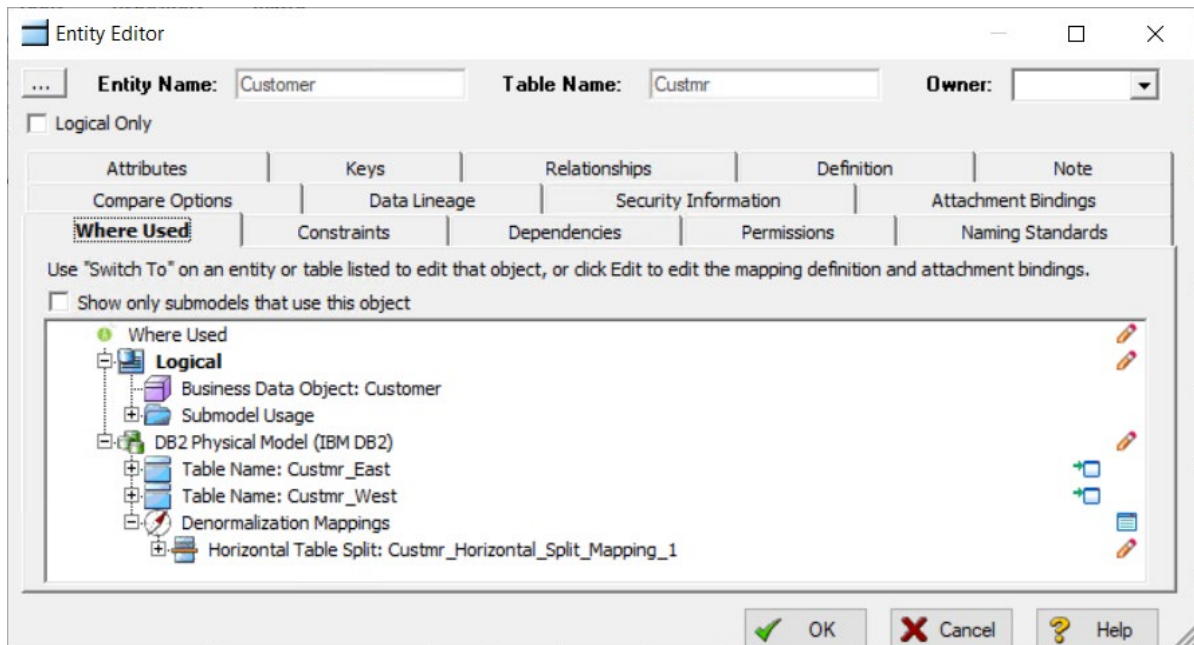 Entity Editor
... Entity Name: Customer Table Name: Custmr Owner:
Logical Only
Attributes Keys Relationships Definition Note
Compare Options Data Lineage Security Information Attachment Bindings
Where Used Constraints Dependencies Permissions Naming Standards
Use "Switch To" on an entity or table listed to edit that object, or click Edit to edit the mapping definition and attachment bindings.
Show only submodels that use this object
Where Used
Logical
Business Data Object: Customer
Submodel Usage
DB2 Physical Model (IBM DB2)
Table Name: Custmr_East
Table Name: Custmr_West
Denormalization Mappings
Horizontal Table Split: Custmr_Horizontal_Split_Mapping_1
OK Cancel Help